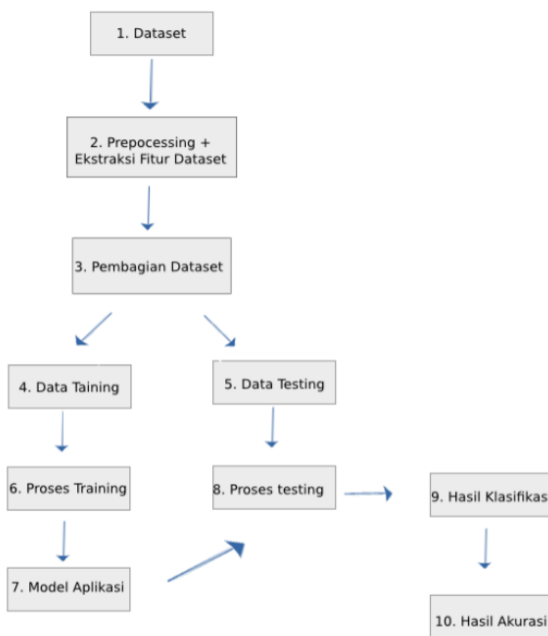 1. Dataset
2. Prepocessing +
Ekstraksi Fitur Dataset
3. Pembagian Dataset
4. Data Taining
5. Data Testing
6. Proses Training
8. Proses testing
9. Hasil Klasifikas
7. Model Aplikasi
10. Hasil Akurasi